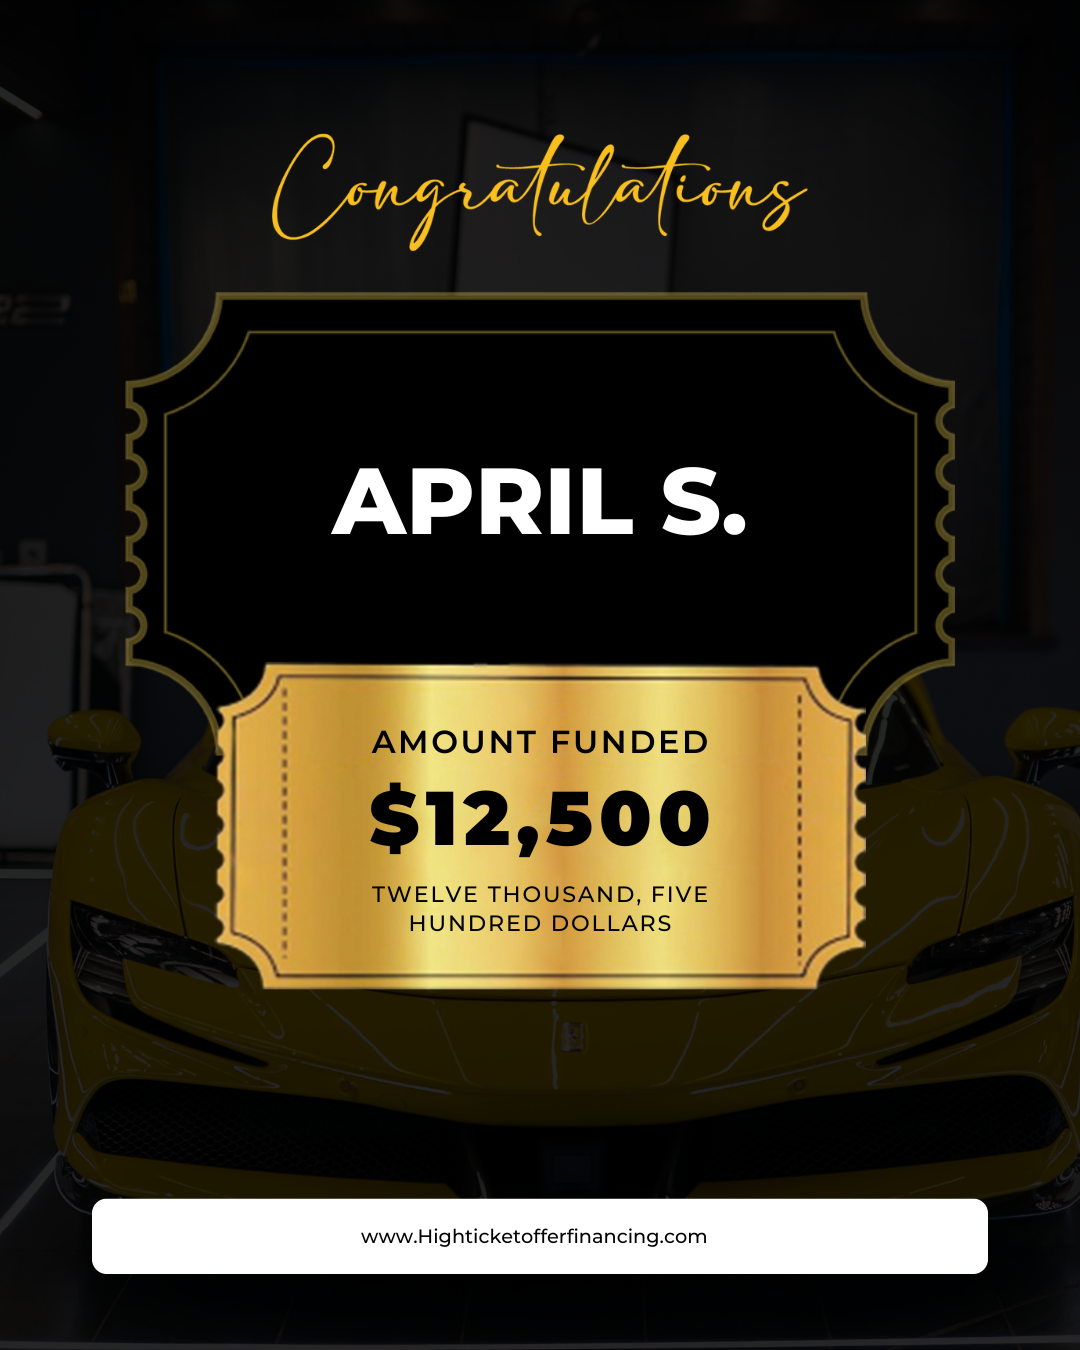 Congratulations
APRIL S.
AMOUNT FUNDED
$12,500
TWELVE THOUSAND, FIVE
HUNDRED DOLLARS
www.Highticketofferfinancing.com